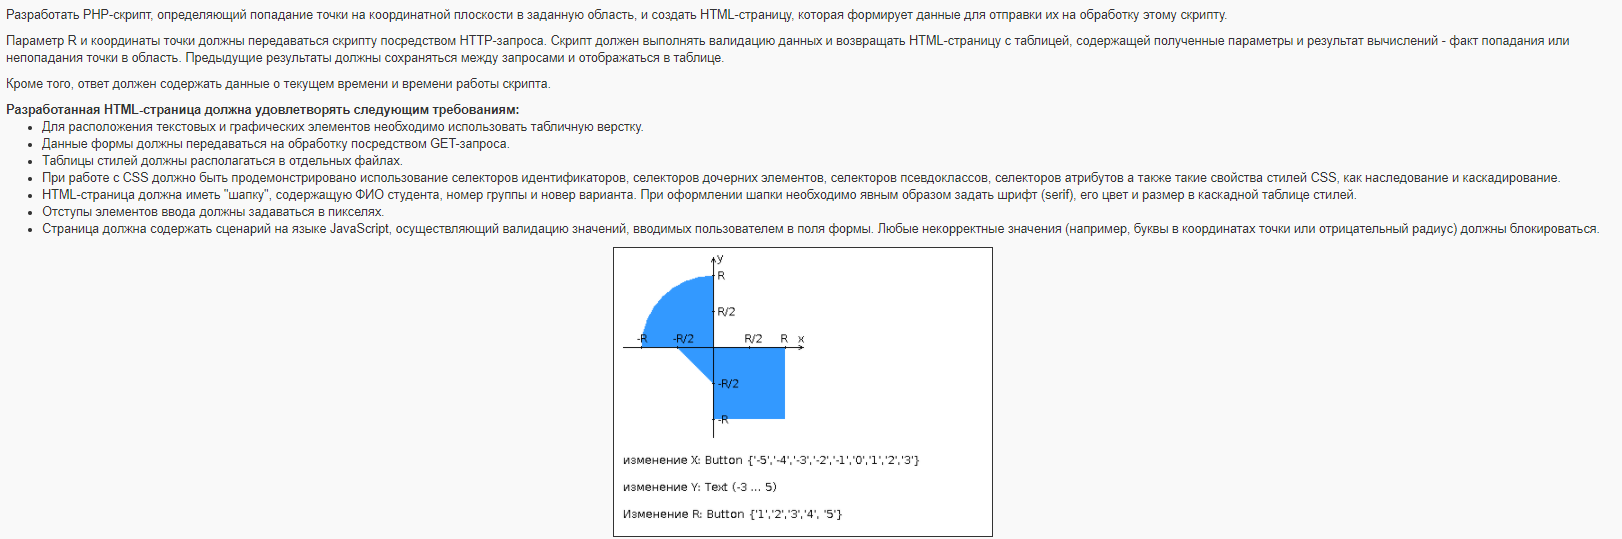 Разработать PHP-скрипт, определяющий попадание точки на координатной плоскости в заданную область, и создать HTML-страницу, которая формирует данные для отправки их на обработку этому скрипту.
Параметр R и координаты точки должны передаваться скрипту посредством HTTP-запроса. Скрипт должен выполнять валидацию данных и возвращать HTML-страницу с таблицей, содержащей полученные параметры и результат вычислений - факт попадания или
непопадания точки в область. Предыдущие результаты должны сохраняться между запросами и отображаться в таблице.
Кроме того, ответ должен содержать данные о текущем времени и времени работы скрипта.
Разработанная HTML-страница должна удовлетворять следующим требованиям:
• Для расположения текстовых и графических элементов необходимо использовать табличную верстку.
• Данные формы должны передаваться на обработку посредством GET-запроса.
• Таблицы стилей должны располагаться в отдельных файлах.
• При работе с CSS должно быть продемонстрировано использование селекторов идентификаторов, селекторов дочерних элементов, селекторов псевдоклассов, селекторов атрибутов а также такие свойства стилей CSS, как наследование и каскадирование.
• HTML-страница должна иметь "шапку", содержащую ФИО студента, номер группы и новер варианта. При оформлении шапки необходимо явным образом задать шрифт (serif), его цвет и размер в каскадной таблице стилей.
• Отступы элементов ввода должны задаваться в пикселях.
• Страница должна содержать сценарий на языке JavaScript, осуществляющий валидацию значений, вводимых пользователем в поля формы. Любые некорректные значения (например, буквы в координатах точки или отрицательный радиус) должны блокироваться.
y
R
R/2
-R -R/2 R/2 R x
-R/2
-R
изменение X: Button {'-5','-4','-3','-2','-1','0','1','2','3'}
изменение Y: Text (-3 ... 5)
Изменение R: Button {'1','2','3','4', '5'}